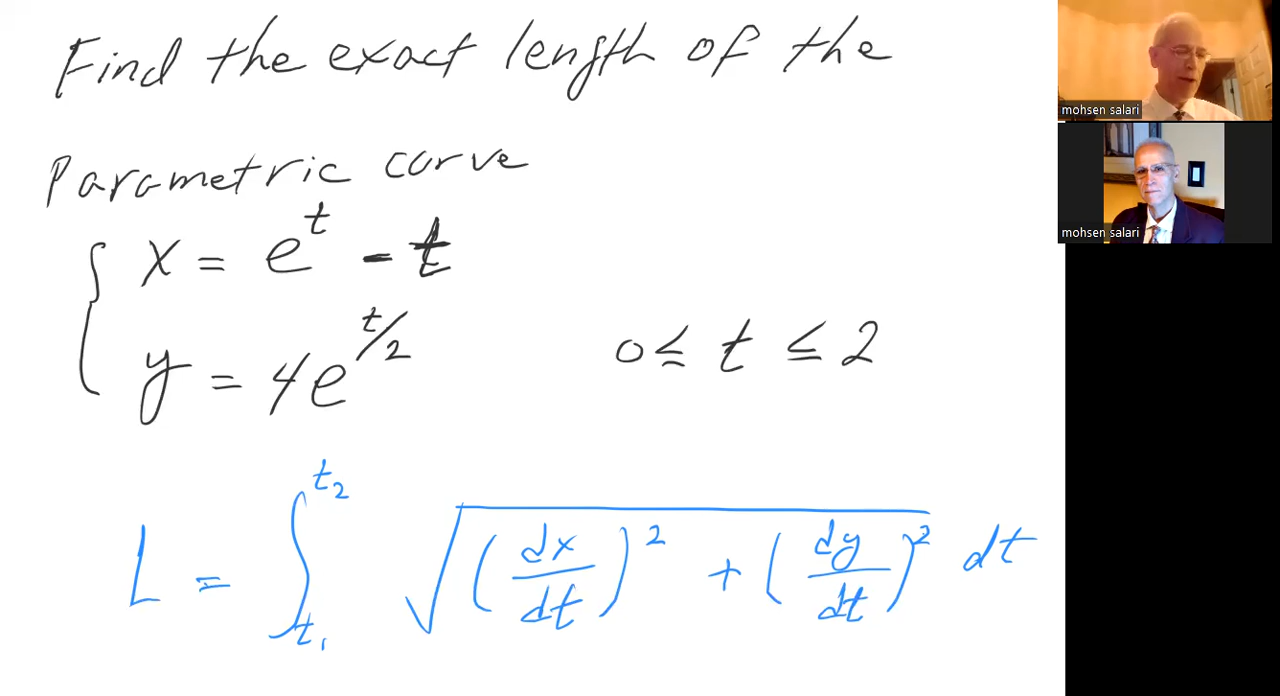 Find the exact length of the
Parametric curve
x = e^t - t
y = 4e^{t/2}    0 ≤ t ≤ 2
L = ∫_{t₁}^{t₂} √((dx/dt)² + (dy/dt)²) dt
mohsen salari
mohsen salari